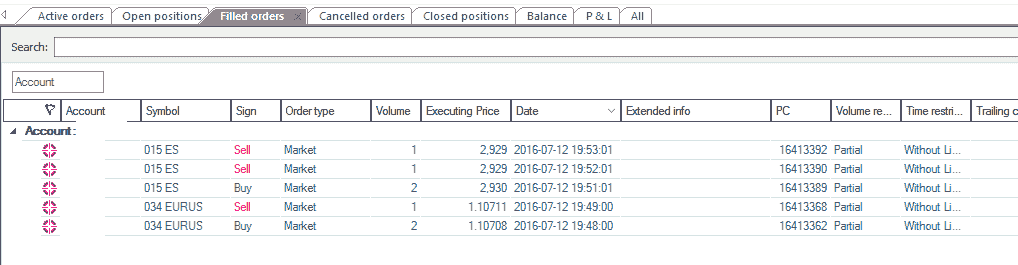 Active orders Open positions Filled orders Cancelled orders Closed positions Balance P & L All
Search:
Account
Account Symbol Sign Order type Volume Executing Price Date Extended info PC Volume re... Time restri... Trailing c
Account:
015 ES Sell Market 1 2,929 2016-07-12 19:53:01 16413392 Partial Without Li...
015 ES Sell Market 1 2,929 2016-07-12 19:52:01 16413390 Partial Without Li...
015 ES Buy Market 2 2,930 2016-07-12 19:51:01 16413389 Partial Without Li...
034 EURUS Sell Market 1 1.10711 2016-07-12 19:49:00 16413368 Partial Without Li...
034 EURUS Buy Market 2 1.10708 2016-07-12 19:48:00 16413362 Partial Without Li...